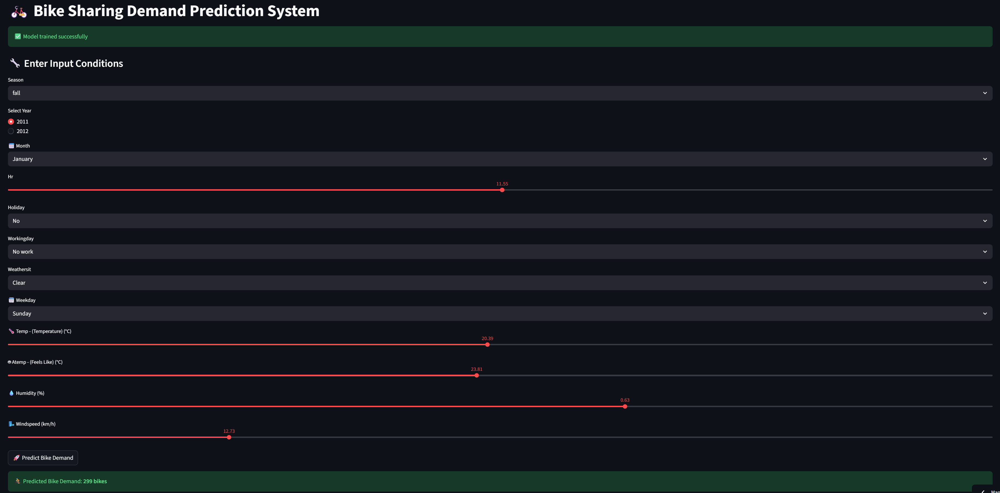 Bike Sharing Demand Prediction System
Model trained successfully
Enter Input Conditions
Season
fall
Select Year
2011
2012
Month
January
Hr
11.55
Holiday
No
Workingday
No work
Weathersit
Clear
Weekday
Sunday
Temp - (Temperature) (°C)
20.39
Atemp - (Feels Like) (°C)
23.81
Humidity (%)
0.63
Windspeed (km/h)
12.73
Predict Bike Demand
Predicted Bike Demand: 299 bikes